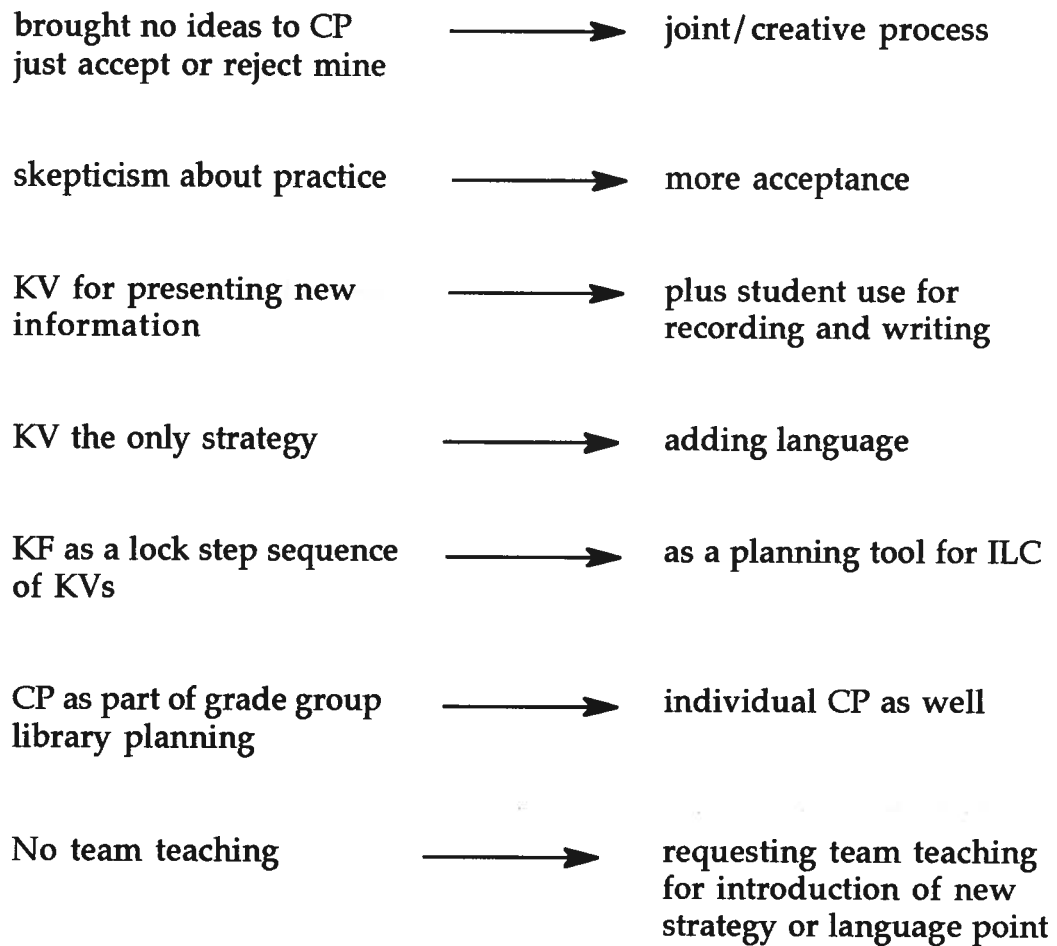 brought no ideas to CP
just accept or reject mine
joint/creative process
skepticism about practice
more acceptance
KV for presenting new
information
plus student use for
recording and writing
KV the only strategy
adding language
KF as a lock step sequence
of KVs
as a planning tool for ILC
CP as part of grade group
library planning
individual CP as well
No team teaching
requesting team teaching
for introduction of new
strategy or language point